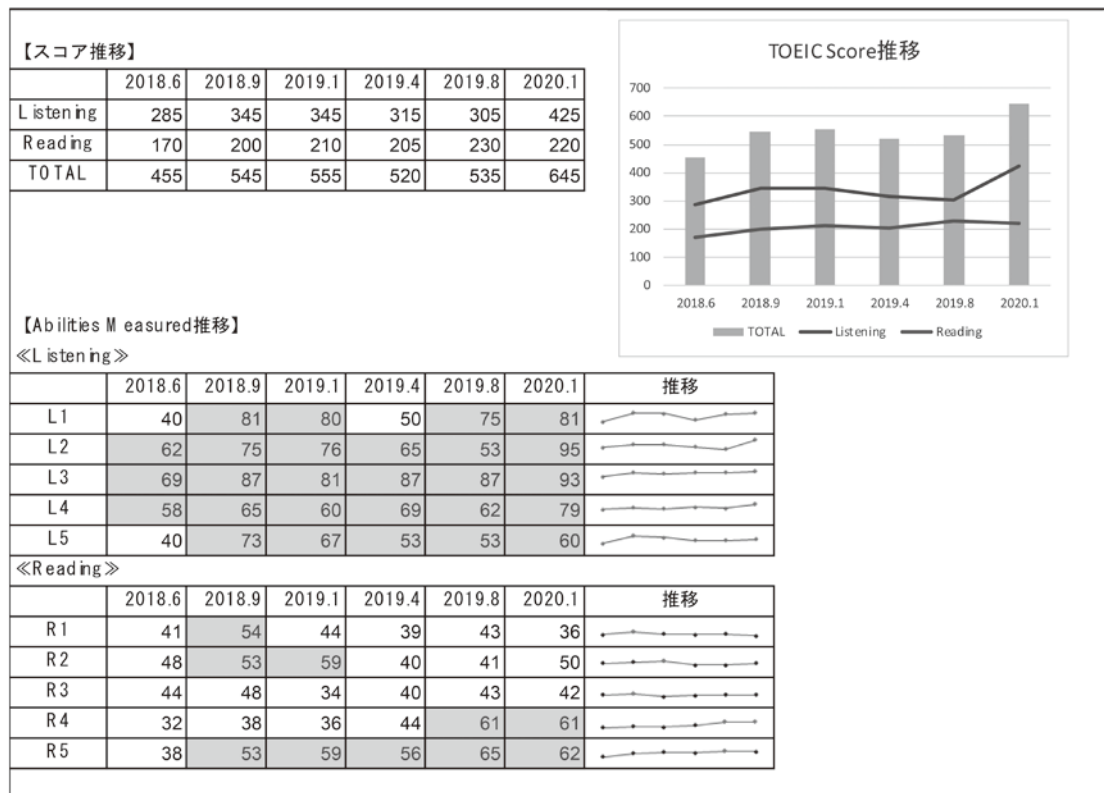 【スコア推移】
2018.6 2018.9 2019.1 2019.4 2019.8 2020.1
Listening 285 345 345 315 305 425
Reading 170 200 210 205 230 220
TOTAL 455 545 555 520 535 645
TOEIC Score推移
700
600
500
400
300
200
100
0
2018.6 2018.9 2019.1 2019.4 2019.8 2020.1
TOTAL Listening Reading
【Abilities Measured推移】
≪Listening≫
2018.6 2018.9 2019.1 2019.4 2019.8 2020.1 推移
L1 40 81 80 50 75 81
L2 62 75 76 65 53 95
L3 69 87 81 87 87 93
L4 58 65 60 69 62 79
L5 40 73 67 53 53 60
≪Reading≫
2018.6 2018.9 2019.1 2019.4 2019.8 2020.1 推移
R1 41 54 44 39 43 36
R2 48 53 59 40 41 50
R3 44 48 34 40 43 42
R4 32 38 36 44 61 61
R5 38 53 59 56 65 62